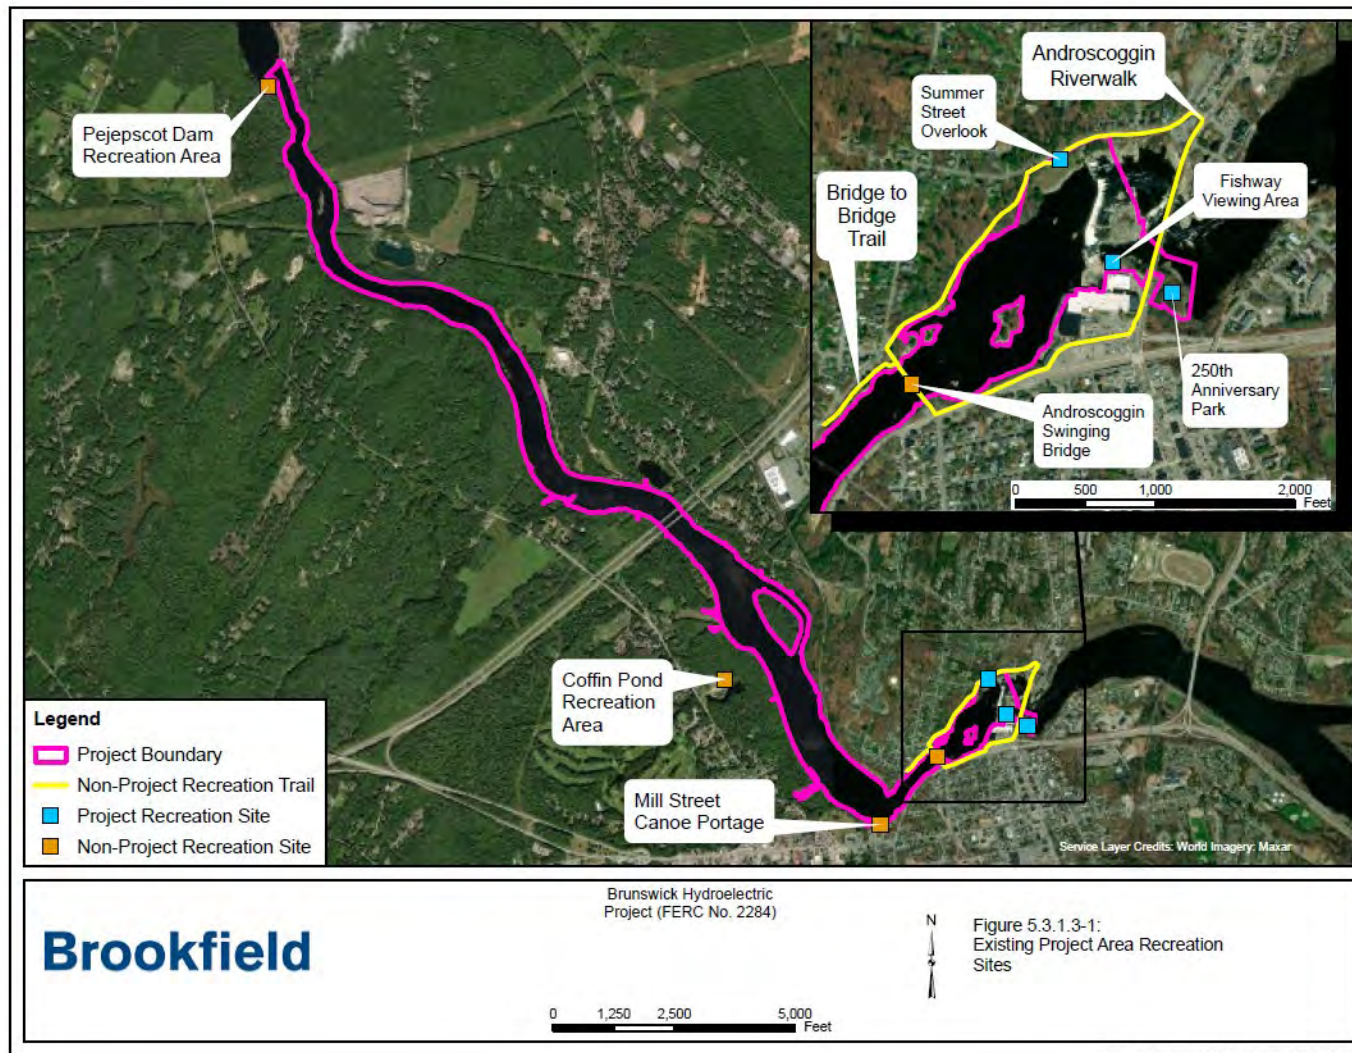 Pejepscot Dam
Recreation Area
Androscoggin
Riverwalk
Summer
Street
Overlook
Fishway
Viewing Area
Bridge to
Bridge
Trail
250th
Anniversary
Park
Androscoggin
Swinging
Bridge
0 500 1,000 2,000
Feet
Coffin Pond
Recreation
Area
Mill Street
Canoe Portage
Legend
Project Boundary
Non-Project Recreation Trail
Project Recreation Site
Non-Project Recreation Site
Service Layer Credits: World Imagery: Maxar
Brookfield
Brunswick Hydroelectric
Project (FERC No. 2284)
N
Figure 5.3.1.3-1:
Existing Project Area Recreation
Sites
0 1,250 2,500 5,000
Feet